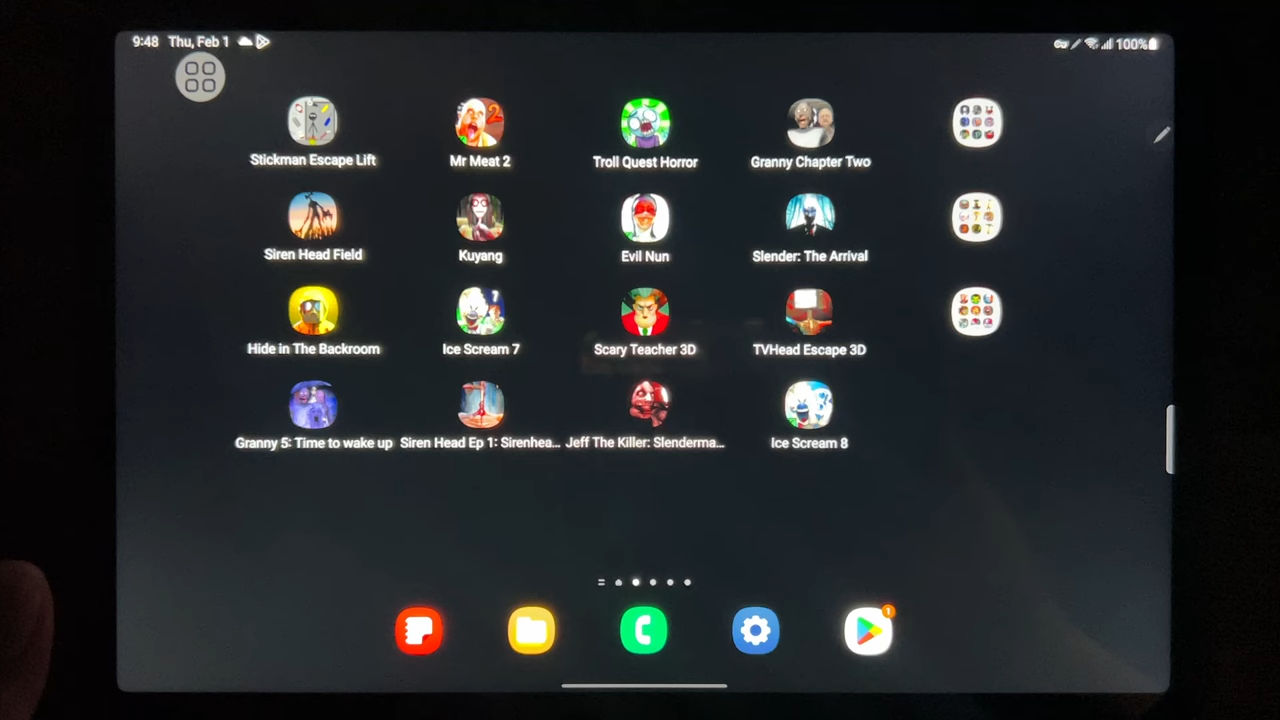 9:48 Thu, Feb 1
100%
Stickman Escape Lift
Mr Meat 2
Troll Quest Horror
Granny Chapter Two
Siren Head Field
Kuyang
Evil Nun
Slender: The Arrival
Hide in The Backroom
Ice Scream 7
Scary Teacher 3D
TVHead Escape 3D
Granny 5: Time to wake up
Siren Head Ep 1: Sirenhea...
Jeff The Killer: Slenderma...
Ice Scream 8
2
7
1